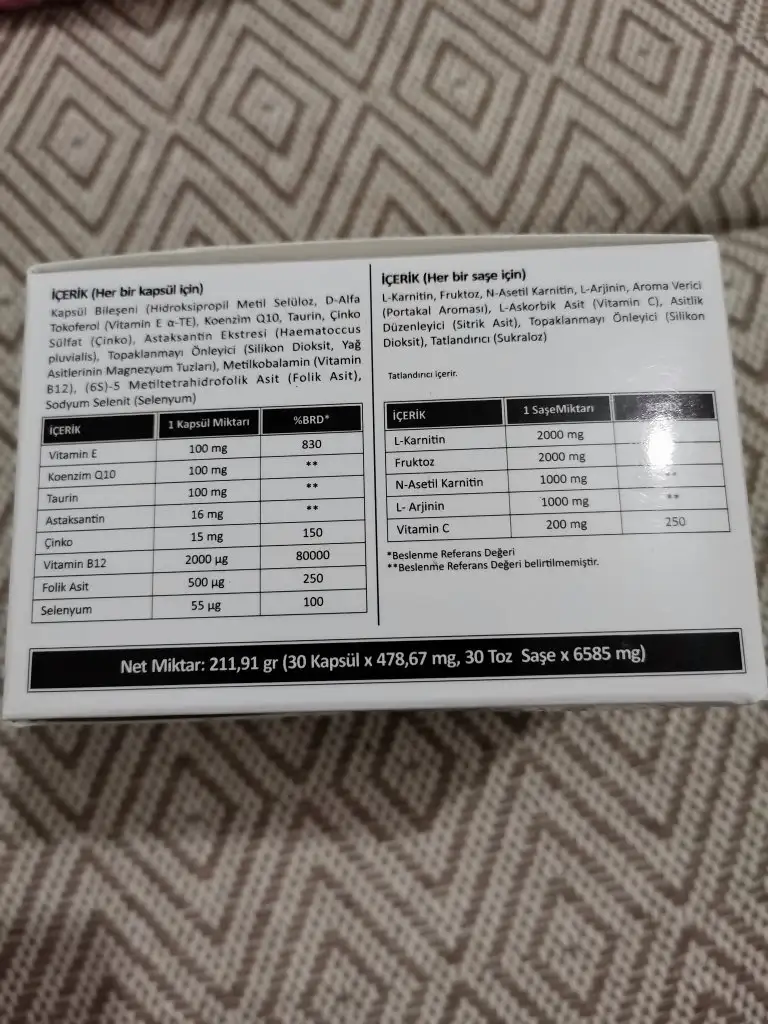 İÇERİK (Her bir kapsül için)
Kapsül Bileşeni (Hidroksipropil Metil Selüloz, D-Alfa
Tokoferol (Vitamin E α-TE), Koenzim Q10, Taurin, Çinko
Sülfat (Çinko), Astaksantin Ekstresi (Haematoccus
pluvialis), Topaklanmayı Önleyici (Silikon Dioksit, Yağ
Asitlerinin Magnezyum Tuzları), Metilkobalamin (Vitamin
B12), (6S)-5 Metiltetrahidrofolik Asit (Folik Asit),
Sodyum Selenit (Selenyum)
İÇERİK 1 Kapsül Miktarı %BRD*
Vitamin E 100 mg 830
Koenzim Q10 100 mg **
Taurin 100 mg **
Astaksantin 16 mg **
Çinko 15 mg 150
Vitamin B12 2000 µg 80000
Folik Asit 500 µg 250
Selenyum 55 µg 100
İÇERİK (Her bir saşe için)
L-Karnitin, Fruktoz, N-Asetil Karnitin, L-Arjinin, Aroma Verici
(Portakal Aroması), L-Askorbik Asit (Vitamin C), Asitlik
Düzenleyici (Sitrik Asit), Topaklanmayı Önleyici (Silikon
Dioksit), Tatlandırıcı (Sukraloz)
Tatlandırıcı içerir.
İÇERİK 1 SaşeMiktarı
L-Karnitin 2000 mg
Fruktoz 2000 mg
N-Asetil Karnitin 1000 mg **
L- Arjinin 1000 mg **
Vitamin C 200 mg 250
*Beslenme Referans Değeri
**Beslenme Referans Değeri belirtilmemiştir.
Net Miktar: 211,91 gr (30 Kapsül x 478,67 mg, 30 Toz Saşe x 6585 mg)